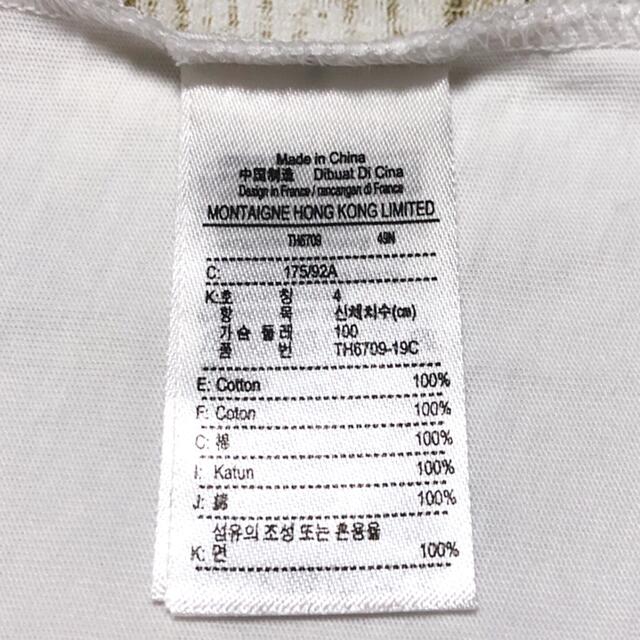 Made in China
中国制造 Dibuat Di Cina
Design in France / rancangan di France
MONTAIGNE HONG KONG LIMITED
TH6709 49N
C: 175/92A
K:호 칭 4
항 목 신체치수(cm)
가슴 둘레 100
품 번 TH6709-19C
E: Cotton 100%
F: Coton 100%
C: 棉 100%
I: Katun 100%
J: 綿 100%
섬유의 조성 또는 혼용율
K: 면 100%